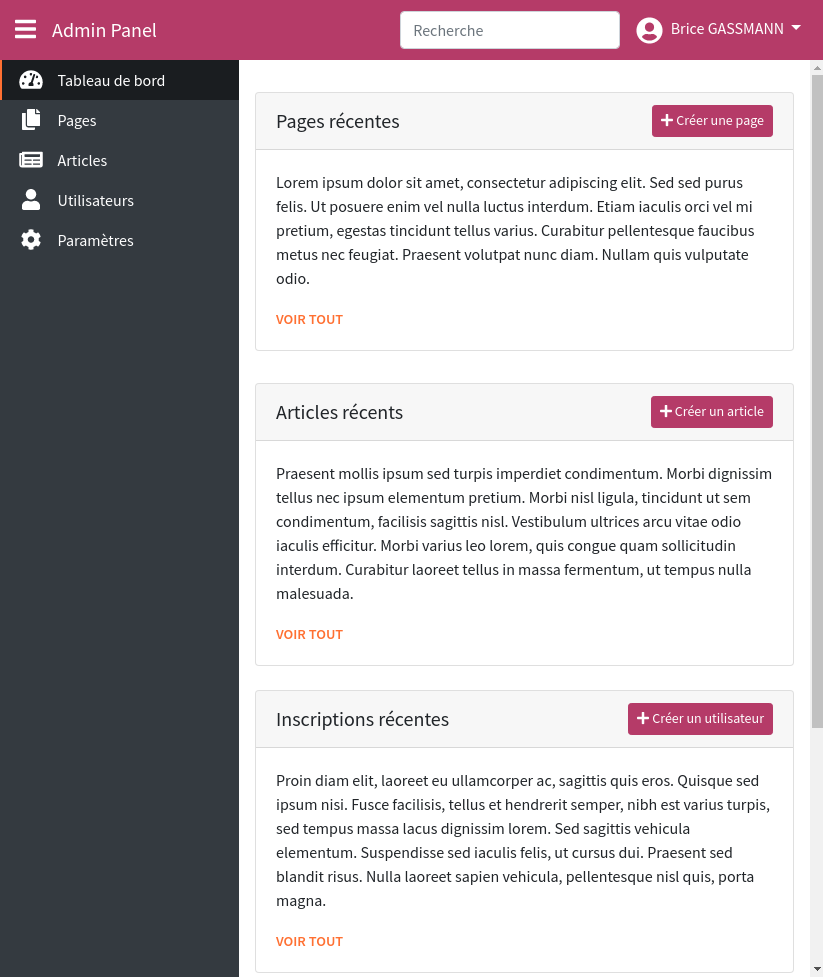 Admin Panel
Recherche
Brice GASSMANN
Tableau de bord
Pages
Articles
Utilisateurs
Paramètres
Pages récentes
Créer une page
Lorem ipsum dolor sit amet, consectetur adipiscing elit. Sed sed purus
felis. Ut posuere enim vel nulla luctus interdum. Etiam iaculis orci vel mi
pretium, egestas tincidunt tellus varius. Curabitur pellentesque faucibus
metus nec feugiat. Praesent volutpat nunc diam. Nullam quis vulputate
odio.
VOIR TOUT
Articles récents
Créer un article
Praesent mollis ipsum sed turpis imperdiet condimentum. Morbi dignissim
tellus nec ipsum elementum pretium. Morbi nisl ligula, tincidunt ut sem
condimentum, facilisis sagittis nisl. Vestibulum ultrices arcu vitae odio
iaculis efficitur. Morbi varius leo lorem, quis congue quam sollicitudin
interdum. Curabitur laoreet tellus in massa fermentum, ut tempus nulla
malesuada.
VOIR TOUT
Inscriptions récentes
Créer un utilisateur
Proin diam elit, laoreet eu ullamcorper ac, sagittis quis eros. Quisque sed
ipsum nisi. Fusce facilisis, tellus et hendrerit semper, nibh est varius turpis,
sed tempus massa lacus dignissim lorem. Sed sagittis vehicula
elementum. Suspendisse sed iaculis felis, ut cursus dui. Praesent sed
blandit risus. Nulla laoreet sapien vehicula, pellentesque nisl quis, porta
magna.
VOIR TOUT